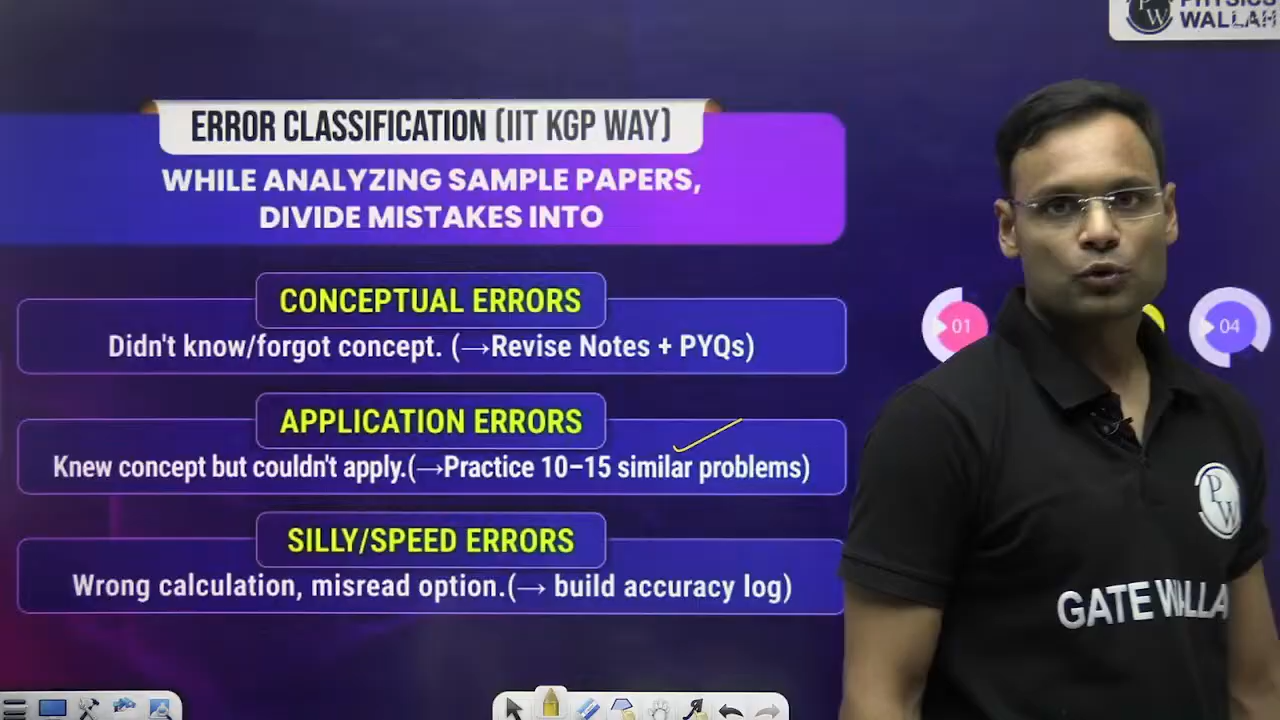 PHYSICS
WALLAH
ERROR CLASSIFICATION (IIT KGP WAY)
WHILE ANALYZING SAMPLE PAPERS,
DIVIDE MISTAKES INTO
CONCEPTUAL ERRORS
Didn't know/forgot concept. (→Revise Notes + PYQs)
APPLICATION ERRORS
Knew concept but couldn't apply.(→Practice 10–15 similar problems)
SILLY/SPEED ERRORS
Wrong calculation, misread option.(→ build accuracy log)
01
04
PW
GATE WALLA